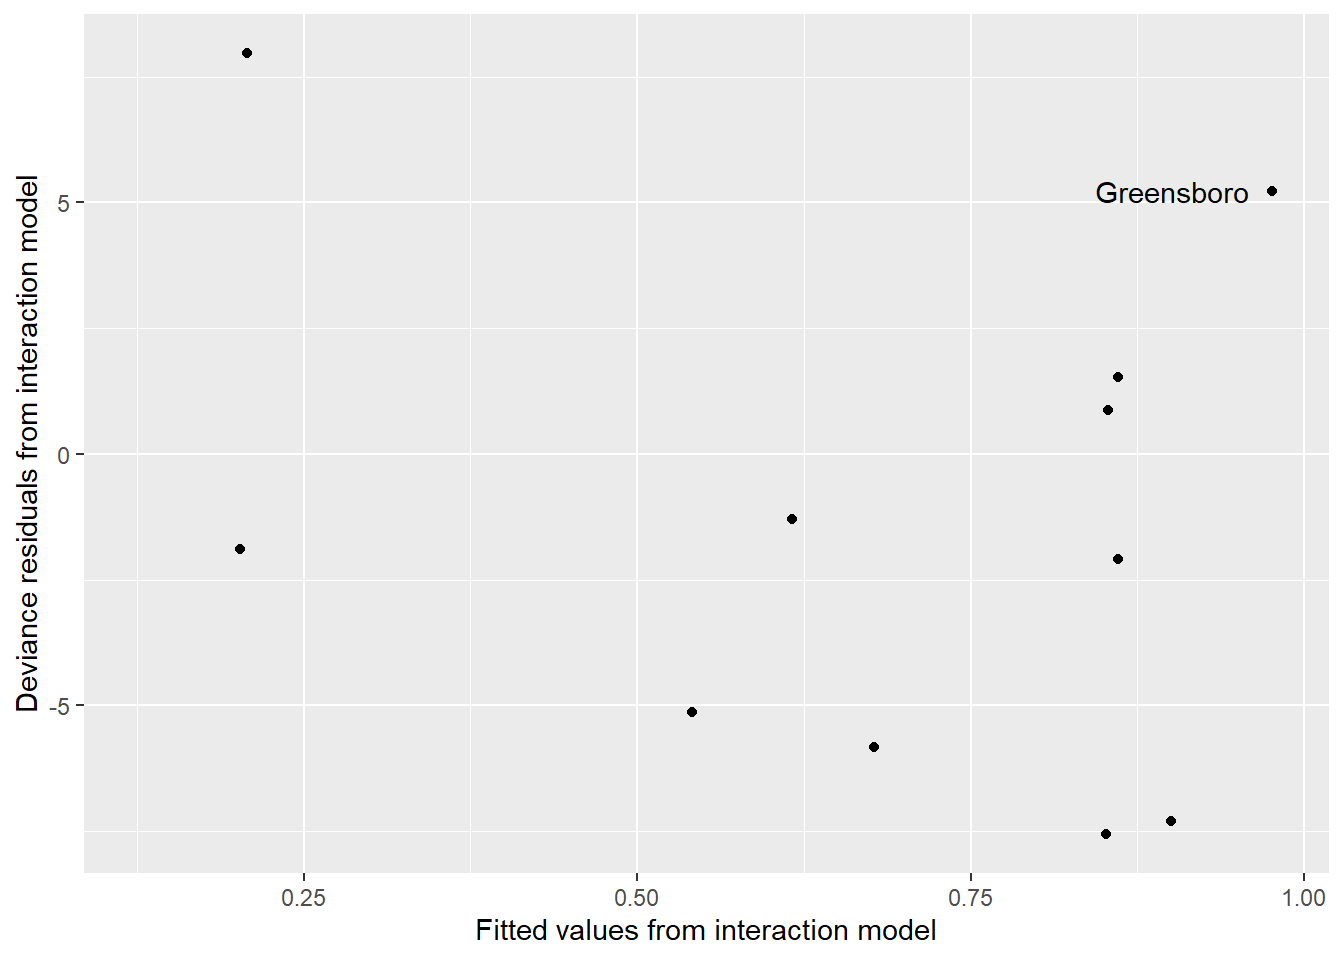 Deviance residuals from interaction model
5
0
-5
Greensboro
0.25
0.50
0.75
1.00
Fitted values from interaction model